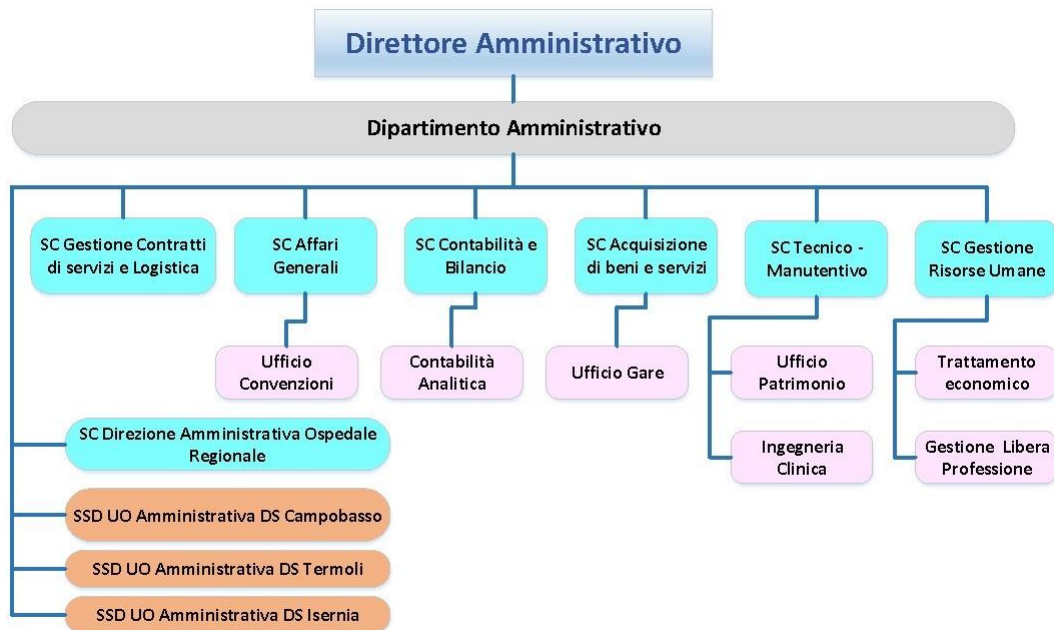 Direttore Amministrativo
Dipartimento Amministrativo
SC Gestione Contratti
di servizi e Logistica
SC Affari
Generali
SC Contabilità e
Bilancio
SC Acquisizione
di beni e servizi
SC Tecnico -
Manutentivo
SC Gestione
Risorse Umane
Ufficio
Convenzioni
Contabilità
Analitica
Ufficio Gare
Ufficio
Patrimonio
Trattamento
economico
SC Direzione Amministrativa Ospedale
Regionale
Ingegneria
Clinica
Gestione Libera
Professione
SSD UO Amministrativa DS Campobasso
SSD UO Amministrativa DS Termoli
SSD UO Amministrativa DS Isernia